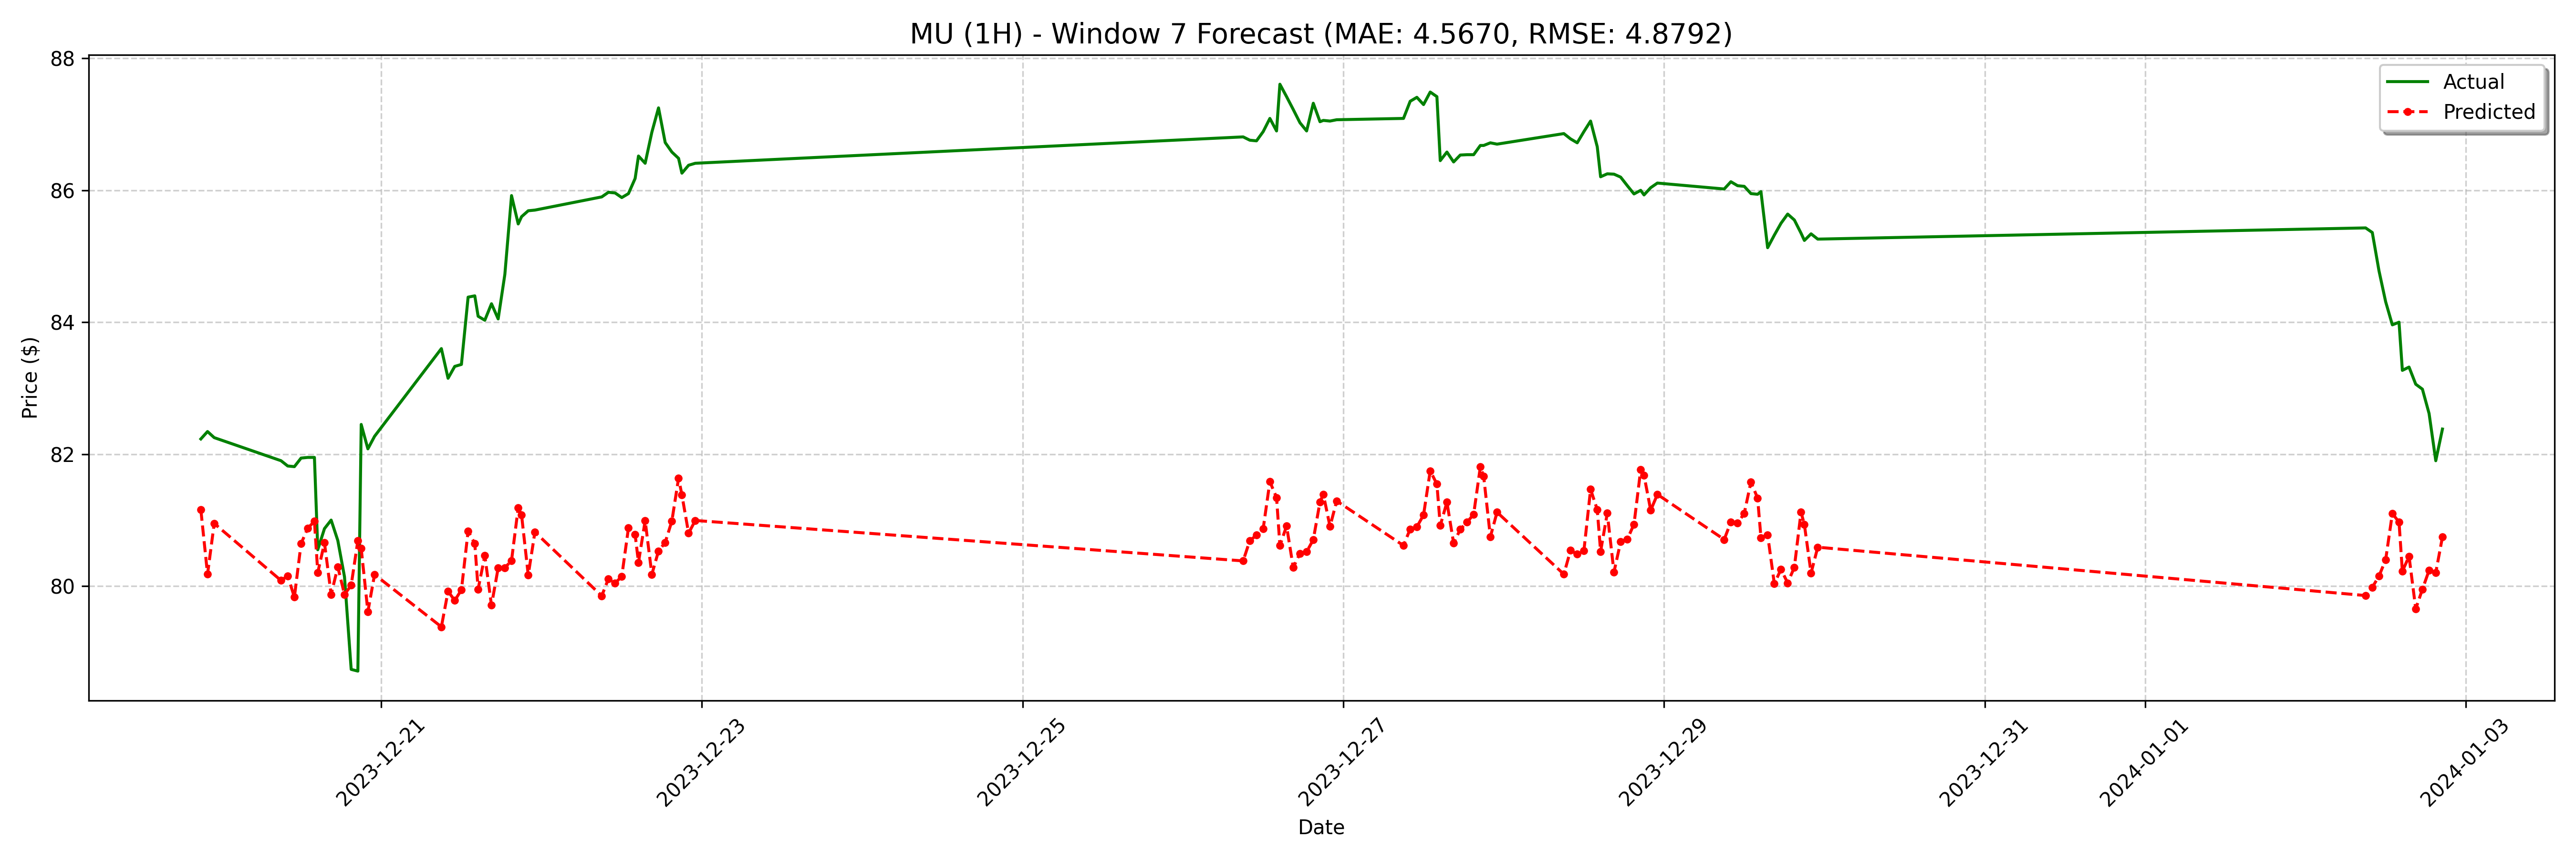 MU (1H) - Window 7 Forecast (MAE: 4.5670, RMSE: 4.8792)
Actual
Predicted
Price ($)
88
86
84
82
80
2023-12-21
2023-12-23
2023-12-25
2023-12-27
2023-12-29
2023-12-31
2024-01-01
2024-01-03
Date